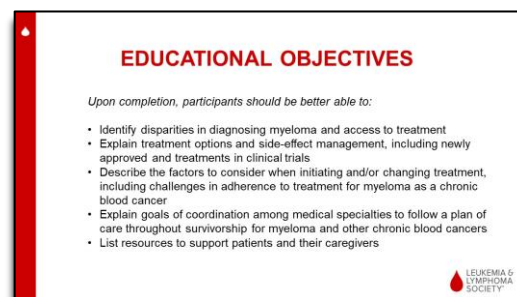 EDUCATIONAL OBJECTIVES
Upon completion, participants should be better able to:
• Identify disparities in diagnosing myeloma and access to treatment
• Explain treatment options and side-effect management, including newly
approved and treatments in clinical trials
• Describe the factors to consider when initiating and/or changing treatment,
including challenges in adherence to treatment for myeloma as a chronic
blood cancer
• Explain goals of coordination among medical specialties to follow a plan of
care throughout survivorship for myeloma and other chronic blood cancers
• List resources to support patients and their caregivers
LEUKEMIA &
LYMPHOMA
SOCIETY®